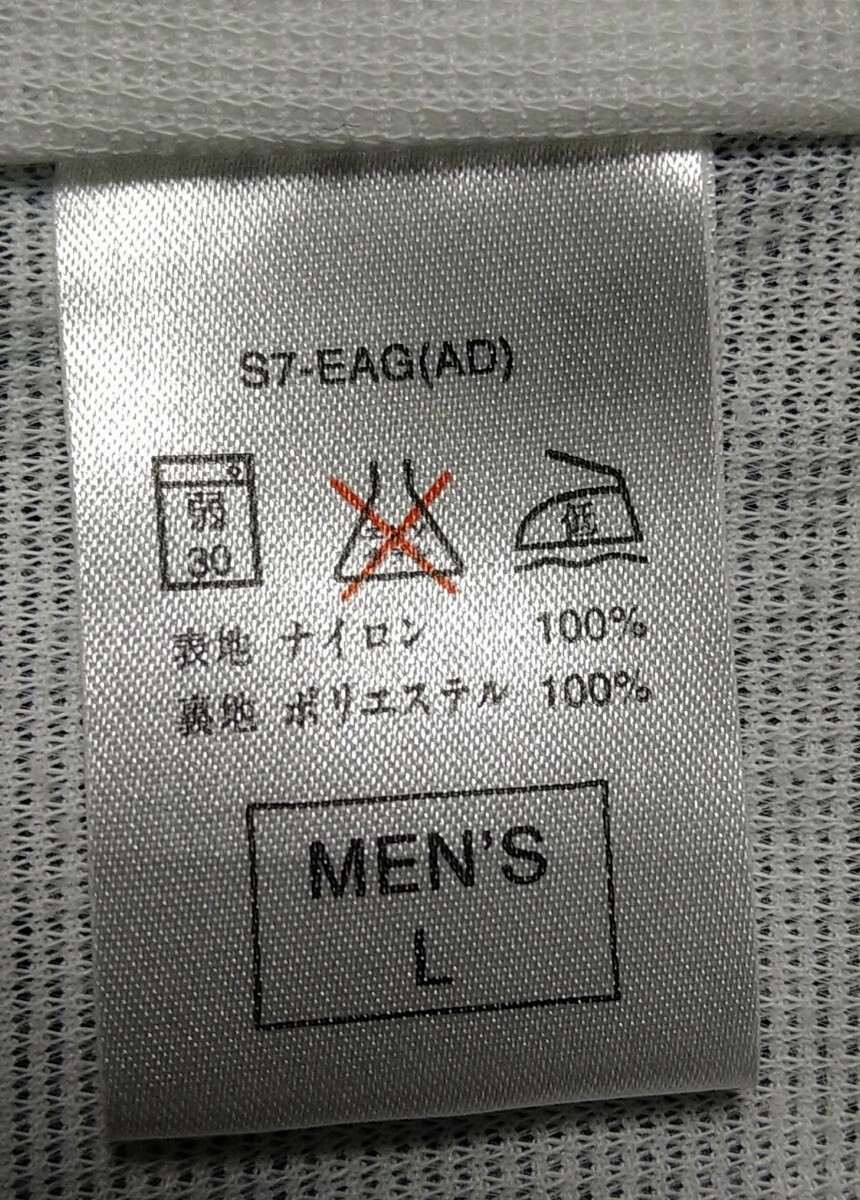 S7-EAG(AD)
弱 低
30
表地 ナイロン 100%
裏地 ポリエステル 100%
MEN'S
L